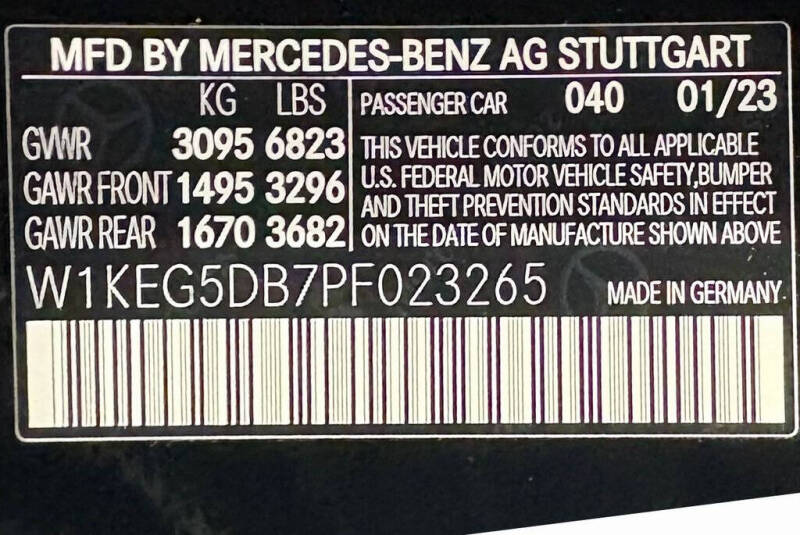 MFD BY MERCEDES-BENZ AG STUTTGART
KG LBS
GVWR 3095 6823
GAWR FRONT 1495 3296
GAWR REAR 1670 3682
PASSENGER CAR 040 01/23
THIS VEHICLE CONFORMS TO ALL APPLICABLE
U.S. FEDERAL MOTOR VEHICLE SAFETY,BUMPER
AND THEFT PREVENTION STANDARDS IN EFFECT
ON THE DATE OF MANUFACTURE SHOWN ABOVE
W1KEG5DB7PF023265
MADE IN GERMANY